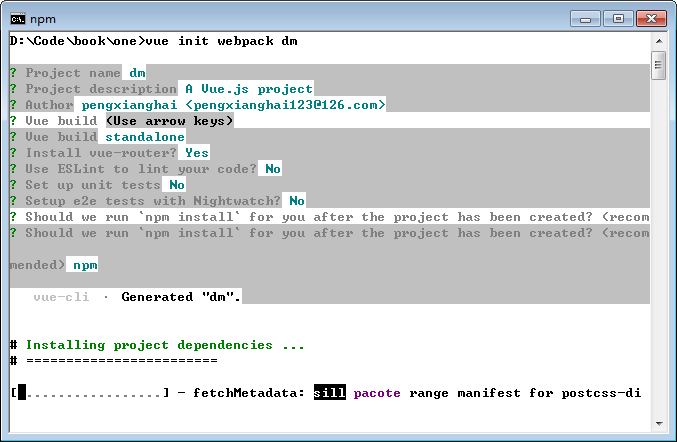 npm
D:\Code\book\one>vue init webpack dm
? Project name dm
? Project description A Vue.js project
? Author pengxianghai <pengxianghai123@126.com>
? Vue build (Use arrow keys)
? Vue build standalone
? Install vue-router? Yes
? Use ESLint to lint your code? No
? Set up unit tests No
? Setup e2e tests with Nightwatch? No
? Should we run `npm install` for you after the project has been created? (recom
? Should we run `npm install` for you after the project has been created? (recom
mended) npm
vue-cli · Generated "dm".
# Installing project dependencies ...
# ========================
[ .................] - fetchMetadata: sill pacote range manifest for postcss-di